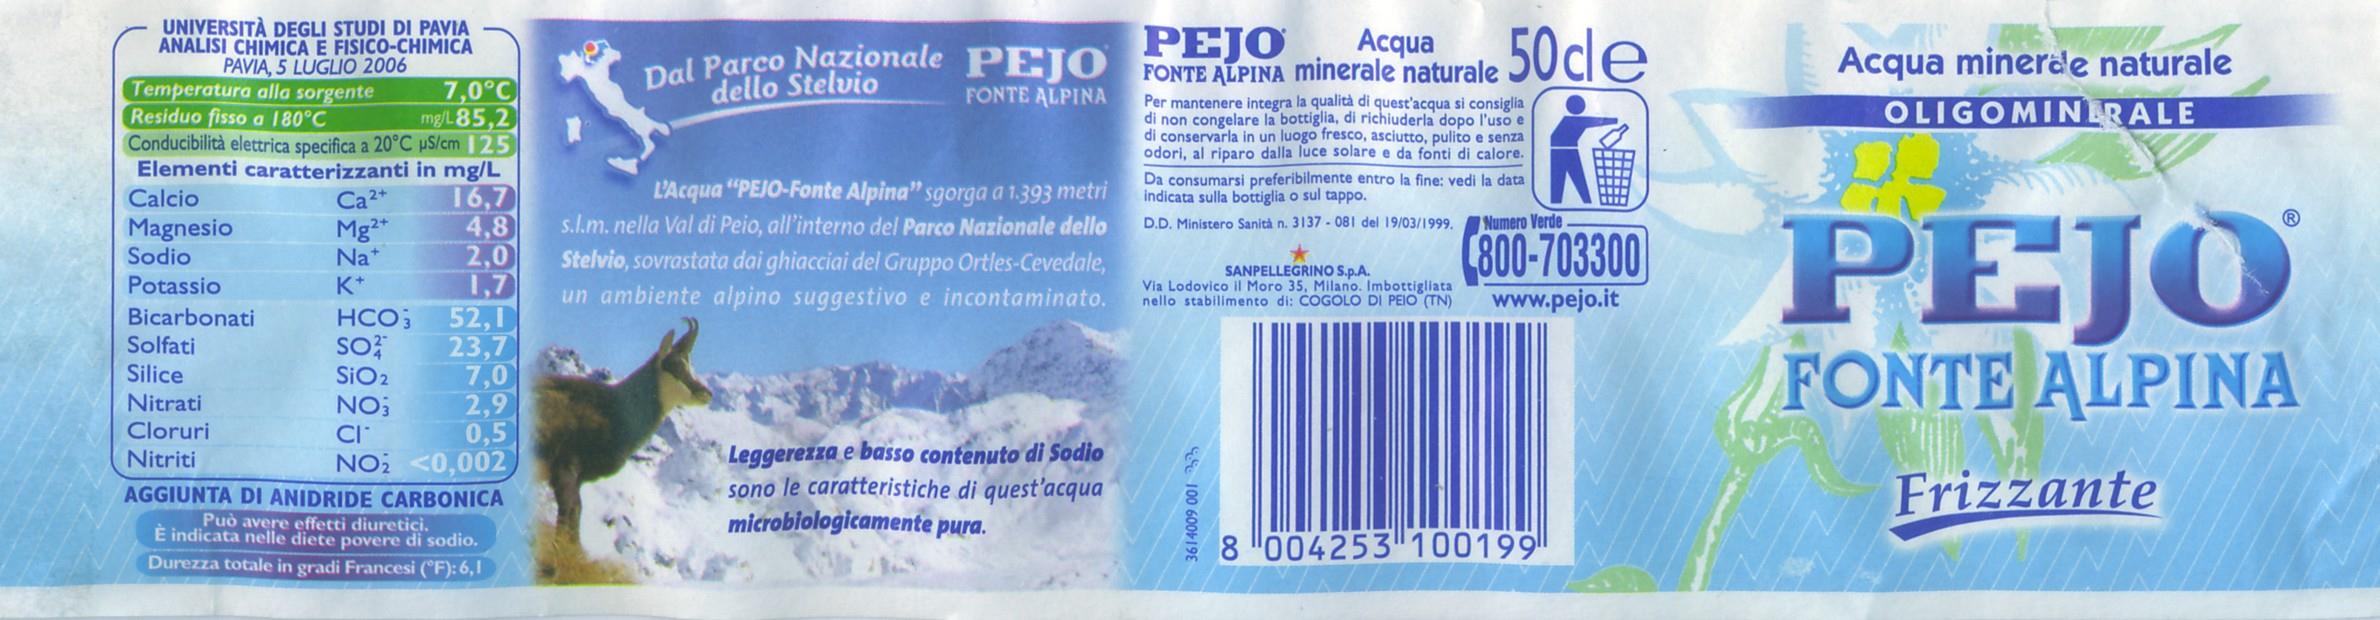 UNIVERSITÀ DEGLI STUDI DI PAVIA
ANALISI CHIMICA E FISICO-CHIMICA
PAVIA, 5 LUGLIO 2006
Temperatura alla sorgente 7,0°C
Residuo fisso a 180°C mg/L 85,2
Conducibilità elettrica specifica a 20°C µS/cm 125
Elementi caratterizzanti in mg/L
Calcio Ca²⁺ 16,7
Magnesio Mg²⁺ 4,8
Sodio Na⁺ 2,0
Potassio K⁺ 1,7
Bicarbonati HCO₃⁻ 52,1
Solfati SO₄²⁻ 23,7
Silice SiO₂ 7,0
Nitrati NO₃⁻ 2,9
Cloruri Cl⁻ 0,5
Nitriti NO₂⁻ <0,002
AGGIUNTA DI ANIDRIDE CARBONICA
Può avere effetti diuretici.
È indicata nelle diete povere di sodio.
Durezza totale in gradi Francesi (°F): 6,1
Dal Parco Nazionale
dello Stelvio
PEJO
FONTE ALPINA
L'Acqua "PEJO-Fonte Alpina" sgorga a 1.393 metri
s.l.m. nella Val di Peio, all'interno del Parco Nazionale dello
Stelvio, sovrastata dai ghiacciai del Gruppo Ortles-Cevedale,
un ambiente alpino suggestivo e incontaminato.
Leggerezza e basso contenuto di Sodio
sono le caratteristiche di quest'acqua
microbiologicamente pura.
PEJO
FONTE ALPINA
Acqua
minerale naturale
50cl e
Per mantenere integra la qualità di quest'acqua si consiglia
di non congelare la bottiglia, di richiuderla dopo l'uso e
di conservarla in un luogo fresco, asciutto, pulito e senza
odori, al riparo dalla luce solare e da fonti di calore.
Da consumarsi preferibilmente entro la fine: vedi la data
indicata sulla bottiglia o sul tappo.
D.D. Ministero Sanità n. 3137 - 081 del 19/03/1999.
SANPELLEGRINO S.p.A.
Via Lodovico il Moro 35, Milano. Imbottigliata
nello stabilimento di: COGOLO DI PEIO (TN)
Numero Verde
800-703300
www.pejo.it
3614009 001
8 004253 100199
Acqua minerale naturale
OLIGOMINERALE
PEJO®
FONTE ALPINA
Frizzante